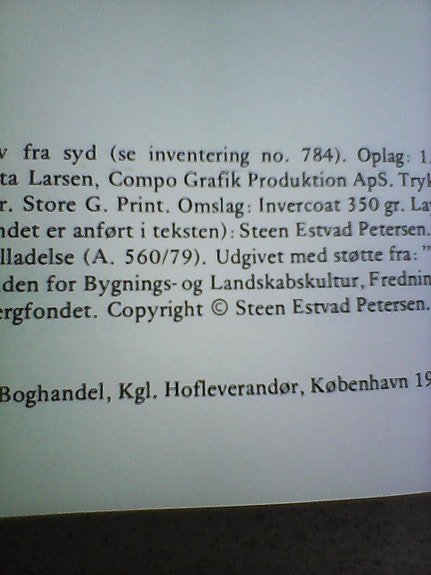 v fra syd (se inventering no. 784). Oplag: 1.
ta Larsen, Compo Grafik Produktion ApS. Tryk
r. Store G. Print. Omslag: Invercoat 350 gr. La
ndet er anført i teksten): Steen Estvad Petersen.
lladelse (A. 560/79). Udgivet med støtte fra: "
den for Bygnings- og Landskabskultur, Fredni
ergfondet. Copyright © Steen Estvad Petersen.
Boghandel, Kgl. Hofleverandør, København 19